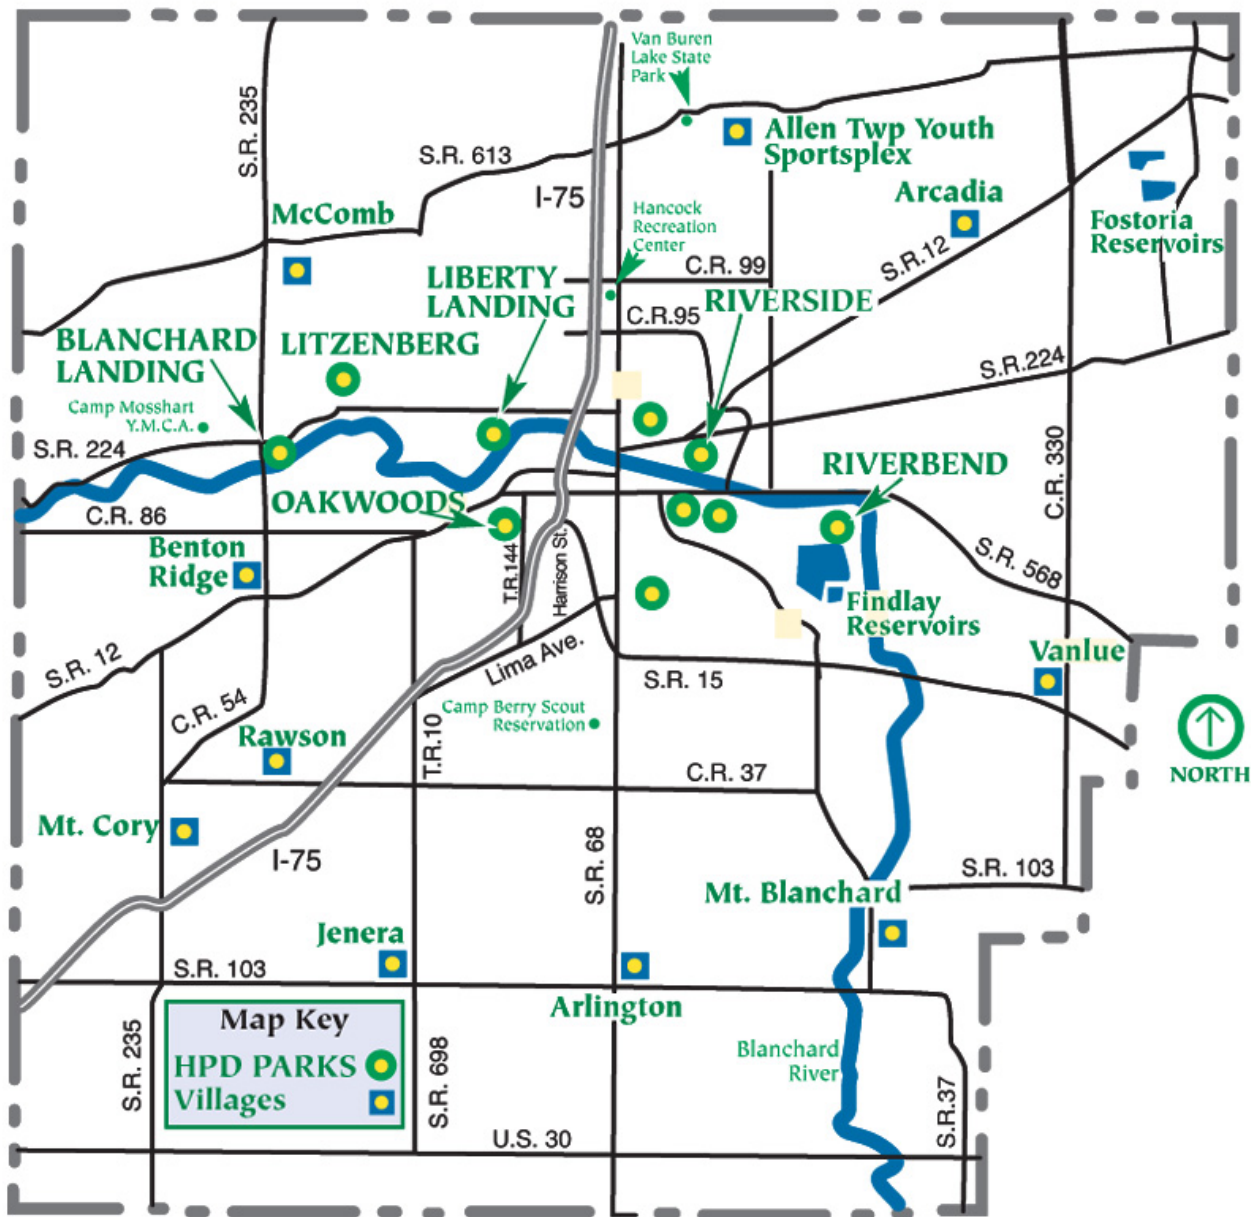 Van Buren
Lake State
Park
S.R. 235
Allen Twp Youth
Sportsplex
S.R. 613
I-75
Arcadia
McComb
Hancock
Recreation
Center
Fostoria
Reservoirs
S.R.12
C.R. 99
LIBERTY
LANDING
RIVERSIDE
C.R.95
BLANCHARD
LANDING
LITZENBERG
S.R.224
Camp Mosshart
Y.M.C.A.
S.R. 224
RIVERBEND
C.R. 330
OAKWOODS
C.R. 86
Benton
Ridge
T.R.144
Harrison St.
S.R. 568
Findlay
Reservoirs
S.R. 12
Lima Ave.
Vanlue
S.R. 15
C.R. 54
Camp Berry Scout
Reservation
NORTH
Rawson
T.R.10
C.R. 37
Mt. Cory
I-75
S.R. 68
S.R. 103
Mt. Blanchard
Jenera
S.R. 103
Arlington
Map Key
HPD PARKS
Villages
S.R. 235
S.R. 698
Blanchard
River
S.R.37
U.S. 30